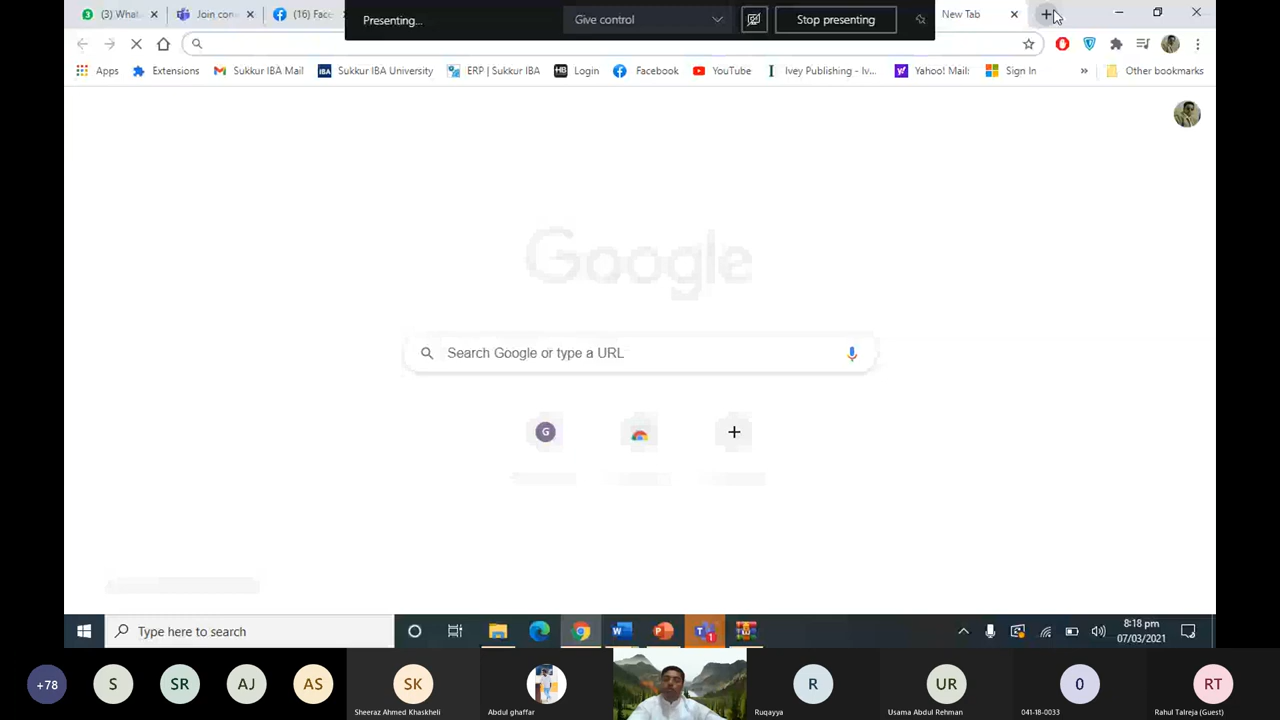 (3) What
Join con
(16) Face
Presenting...
Give control
Stop presenting
New Tab
Apps
Extensions
Sukkur IBA Mail
IBA
Sukkur IBA University
ERP | Sukkur IBA
Login
Facebook
YouTube
Ivey Publishing - Iv...
Yahoo! Mail:
Sign In
»
Other bookmarks
Google
Search Google or type a URL
G
Type here to search
1
8:18 pm
07/03/2021
+78
S
SR
AJ
AS
SK
Sheeraz Ahmed Khaskheli
Abdul ghaffar
R
Ruqayya
UR
Usama Abdul Rehman
0
041-18-0033
RT
Rahul Talreja (Guest)